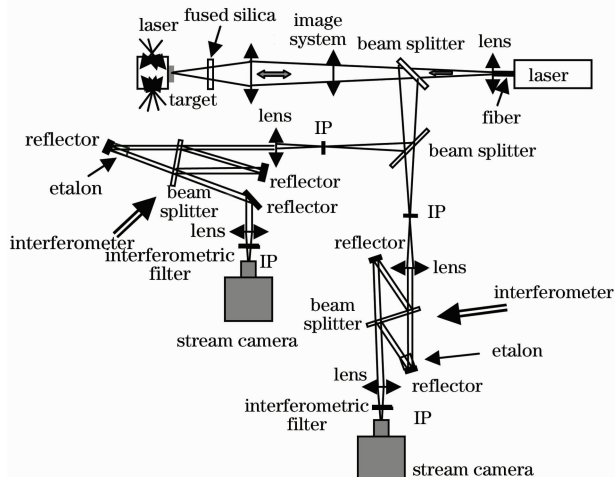 laser
fused silica
image
system
beam splitter
lens
laser
target
fiber
lens
IP
reflector
beam splitter
etalon
reflector
beam
splitter
reflector
IP
interferometer
lens
reflector
interferometric
filter
IP
lens
interferometer
beam
splitter
stream camera
etalon
lens
reflector
interferometric
filter
IP
stream camera